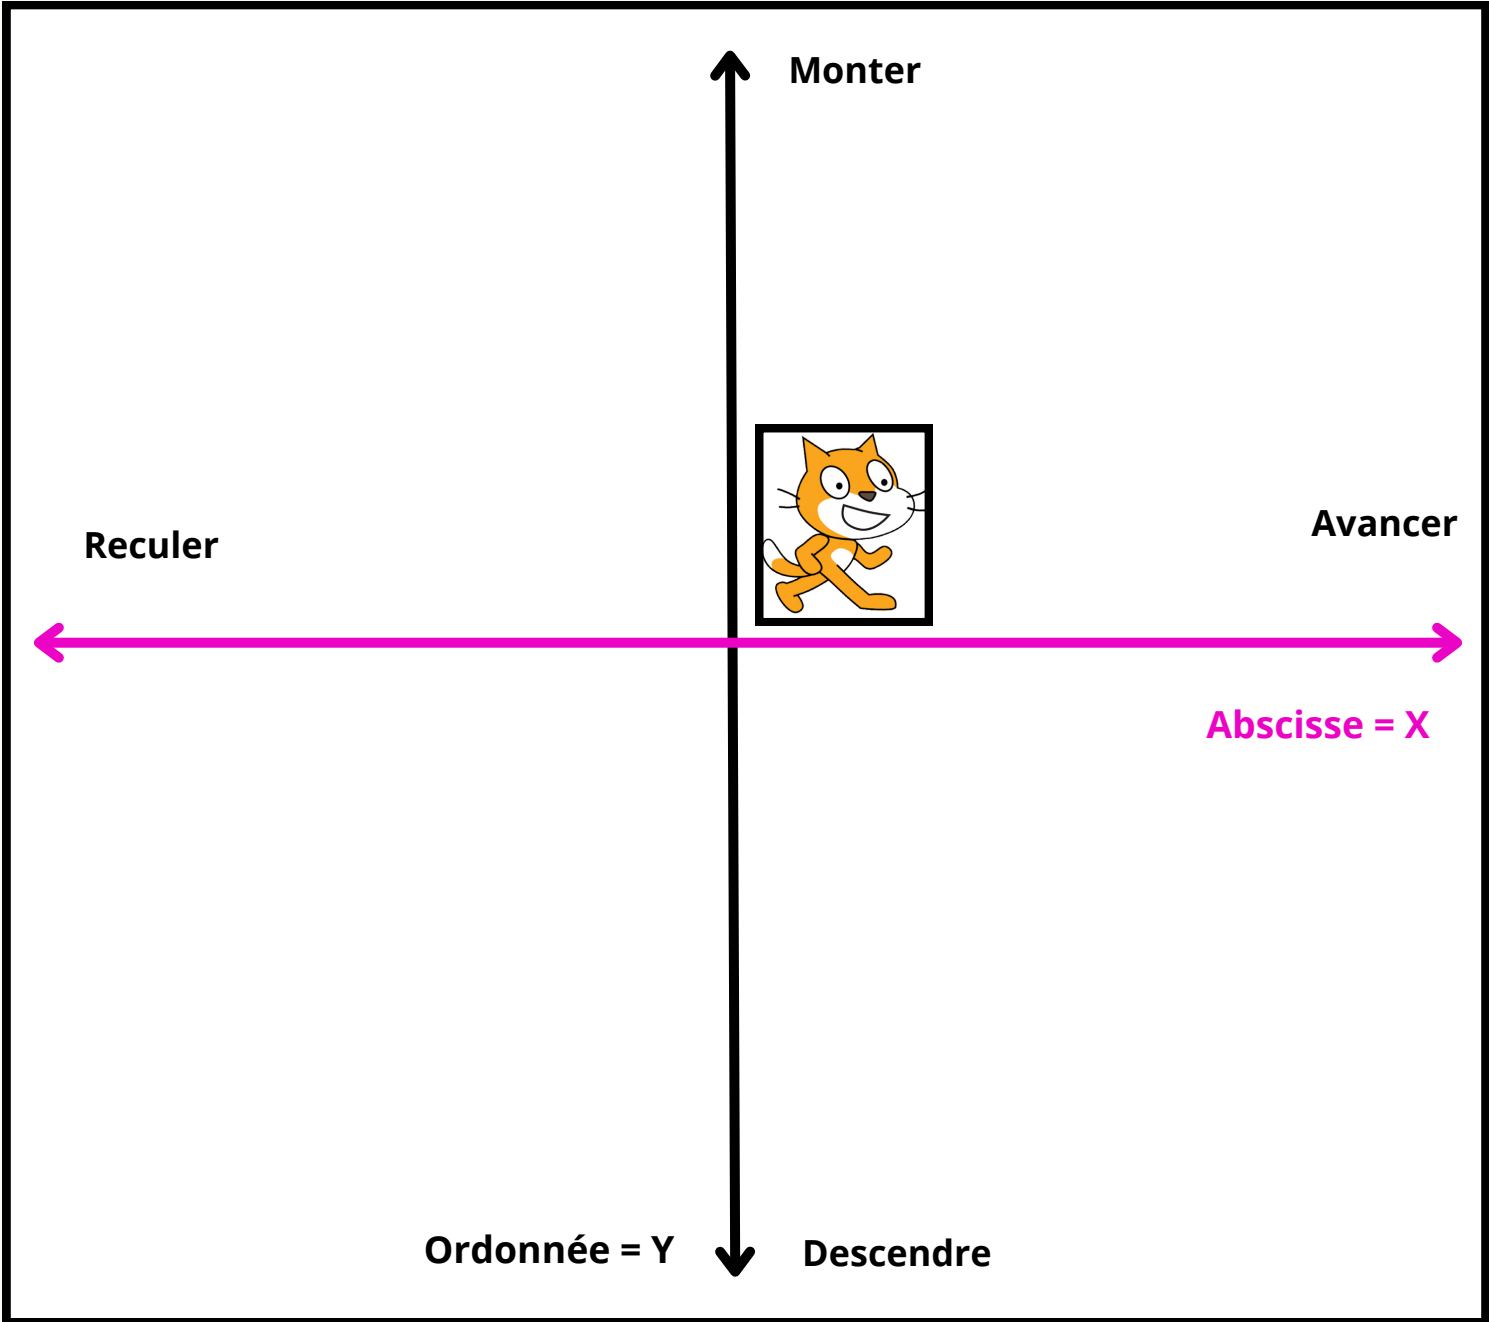 Monter
Avancer
Reculer
Abscisse = X
Ordonnée = Y
Descendre